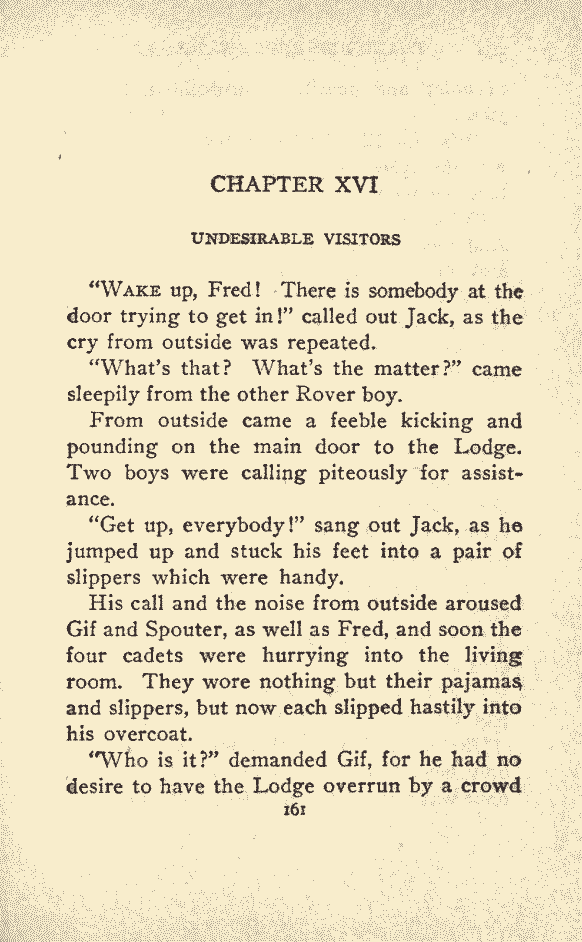 CHAPTER XVI
UNDESIRABLE VISITORS
"WAKE up, Fred! There is somebody at the
door trying to get in!" called out Jack, as the
cry from outside was repeated.
"What's that? What's the matter?" came
sleepily from the other Rover boy.
From outside came a feeble kicking and
pounding on the main door to the Lodge.
Two boys were calling piteously for assist-
ance.
"Get up, everybody!" sang out Jack, as he
jumped up and stuck his feet into a pair of
slippers which were handy.
His call and the noise from outside aroused
Gif and Spouter, as well as Fred, and soon the
four cadets were hurrying into the living
room. They wore nothing but their pajamas,
and slippers, but now each slipped hastily into
his overcoat.
"Who is it?" demanded Gif, for he had no
desire to have the Lodge overrun by a crowd
161